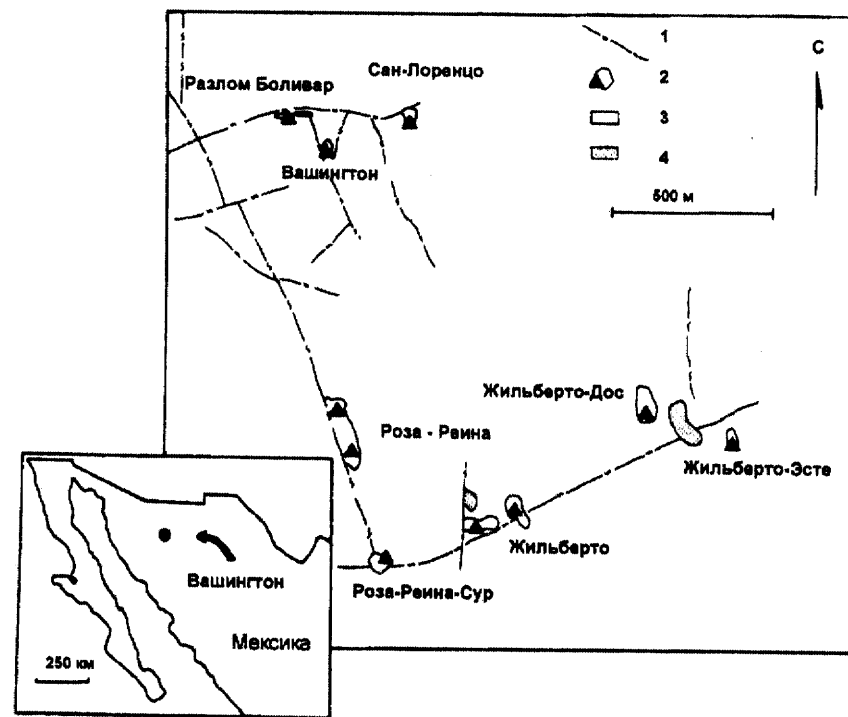 1
С
Сан-Лоренцо
2
Разлом Боливар
3
4
Вашингтон
500 м
Жильберто-Дос
Роза - Реина
Жильберто-Эсте
Жильберто
Роза-Реина-Сур
Вашингтон
Мексика
250 км